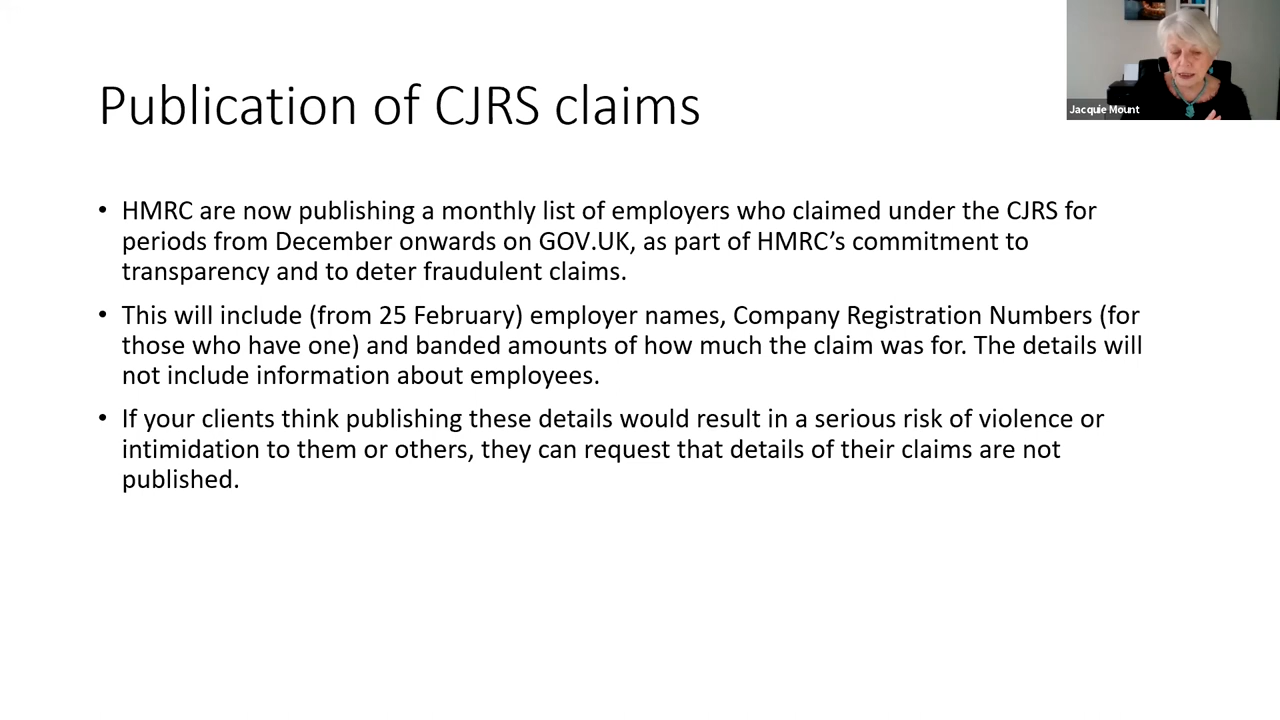 Publication of CJRS claims
Jacquie Mount
• HMRC are now publishing a monthly list of employers who claimed under the CJRS for
periods from December onwards on GOV.UK, as part of HMRC’s commitment to
transparency and to deter fraudulent claims.
• This will include (from 25 February) employer names, Company Registration Numbers (for
those who have one) and banded amounts of how much the claim was for. The details will
not include information about employees.
• If your clients think publishing these details would result in a serious risk of violence or
intimidation to them or others, they can request that details of their claims are not
published.